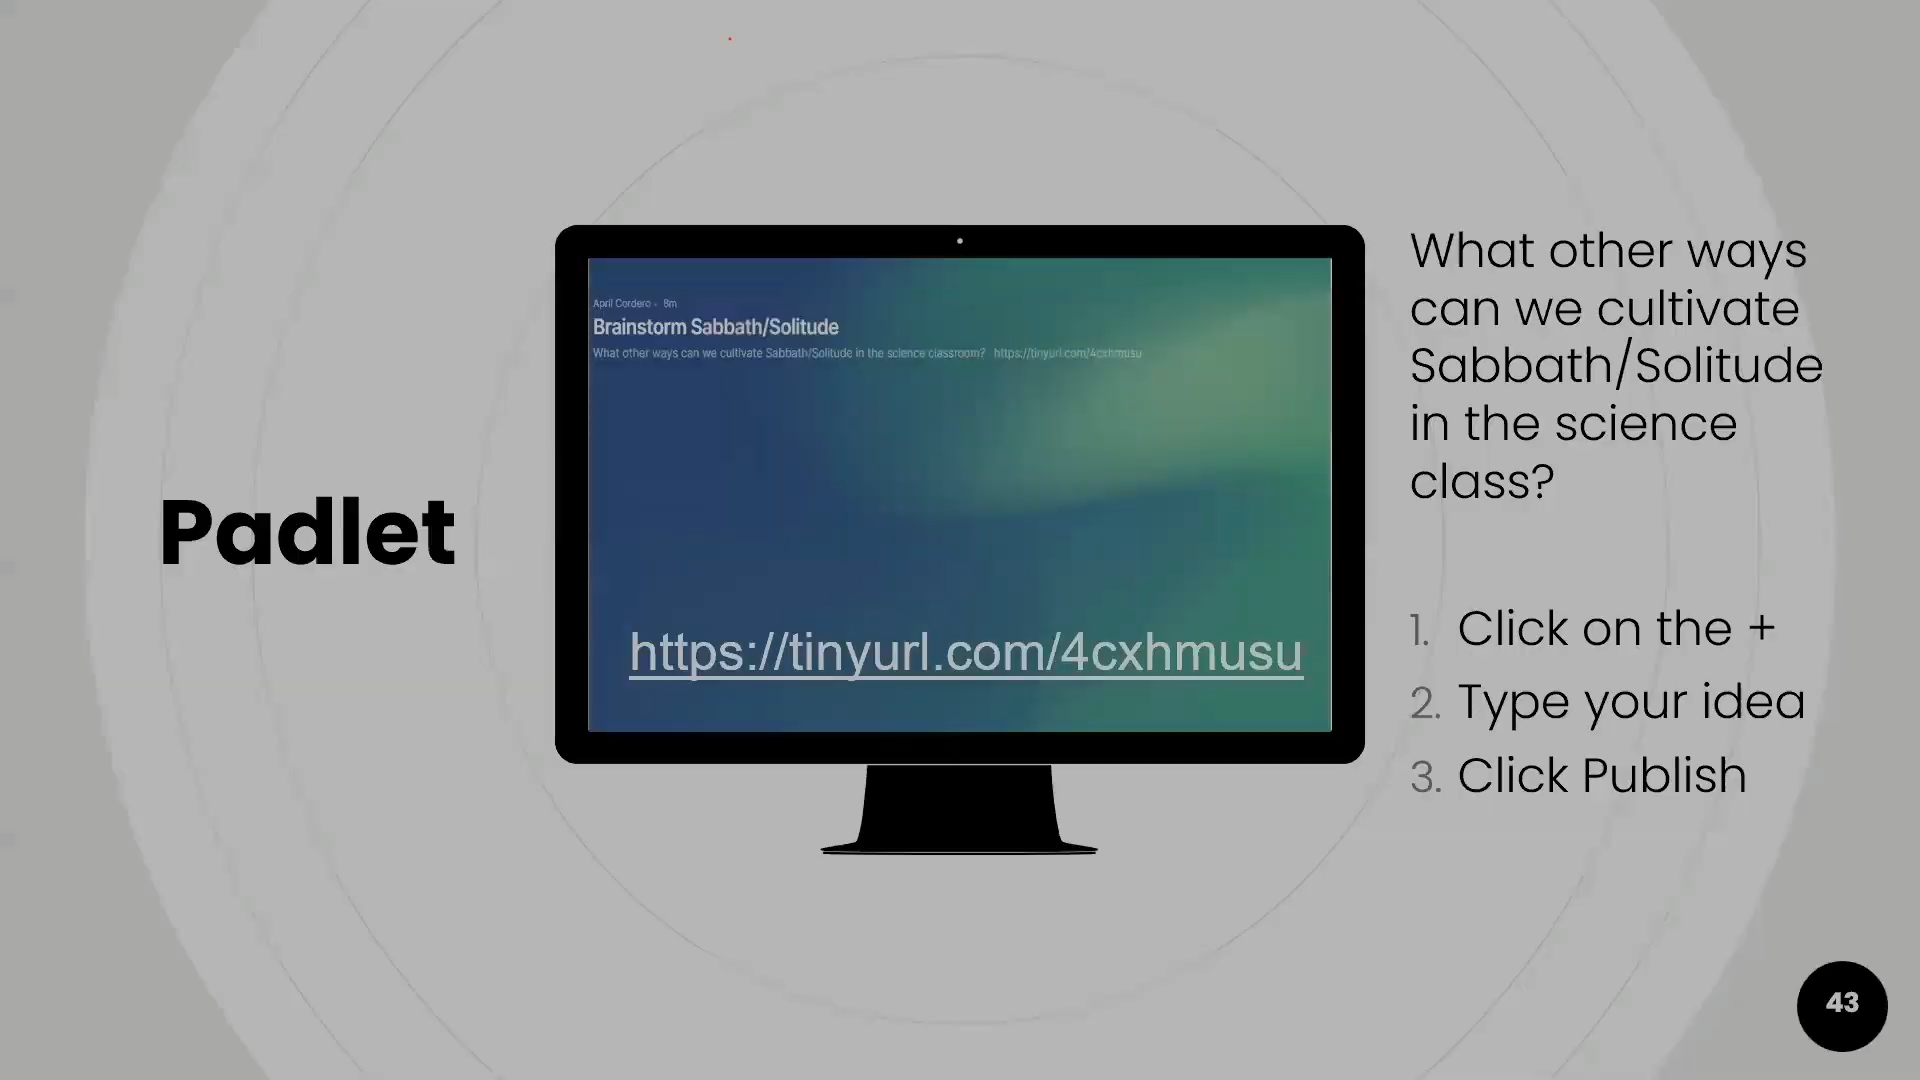 Padlet
April Cordero · 8m
Brainstorm Sabbath/Solitude
What other ways can we cultivate Sabbath/Solitude in the science classroom? https://tinyurl.com/4cxhmusu
https://tinyurl.com/4cxhmusu
What other ways
can we cultivate
Sabbath/Solitude
in the science
class?
1. Click on the +
2. Type your idea
3. Click Publish
43